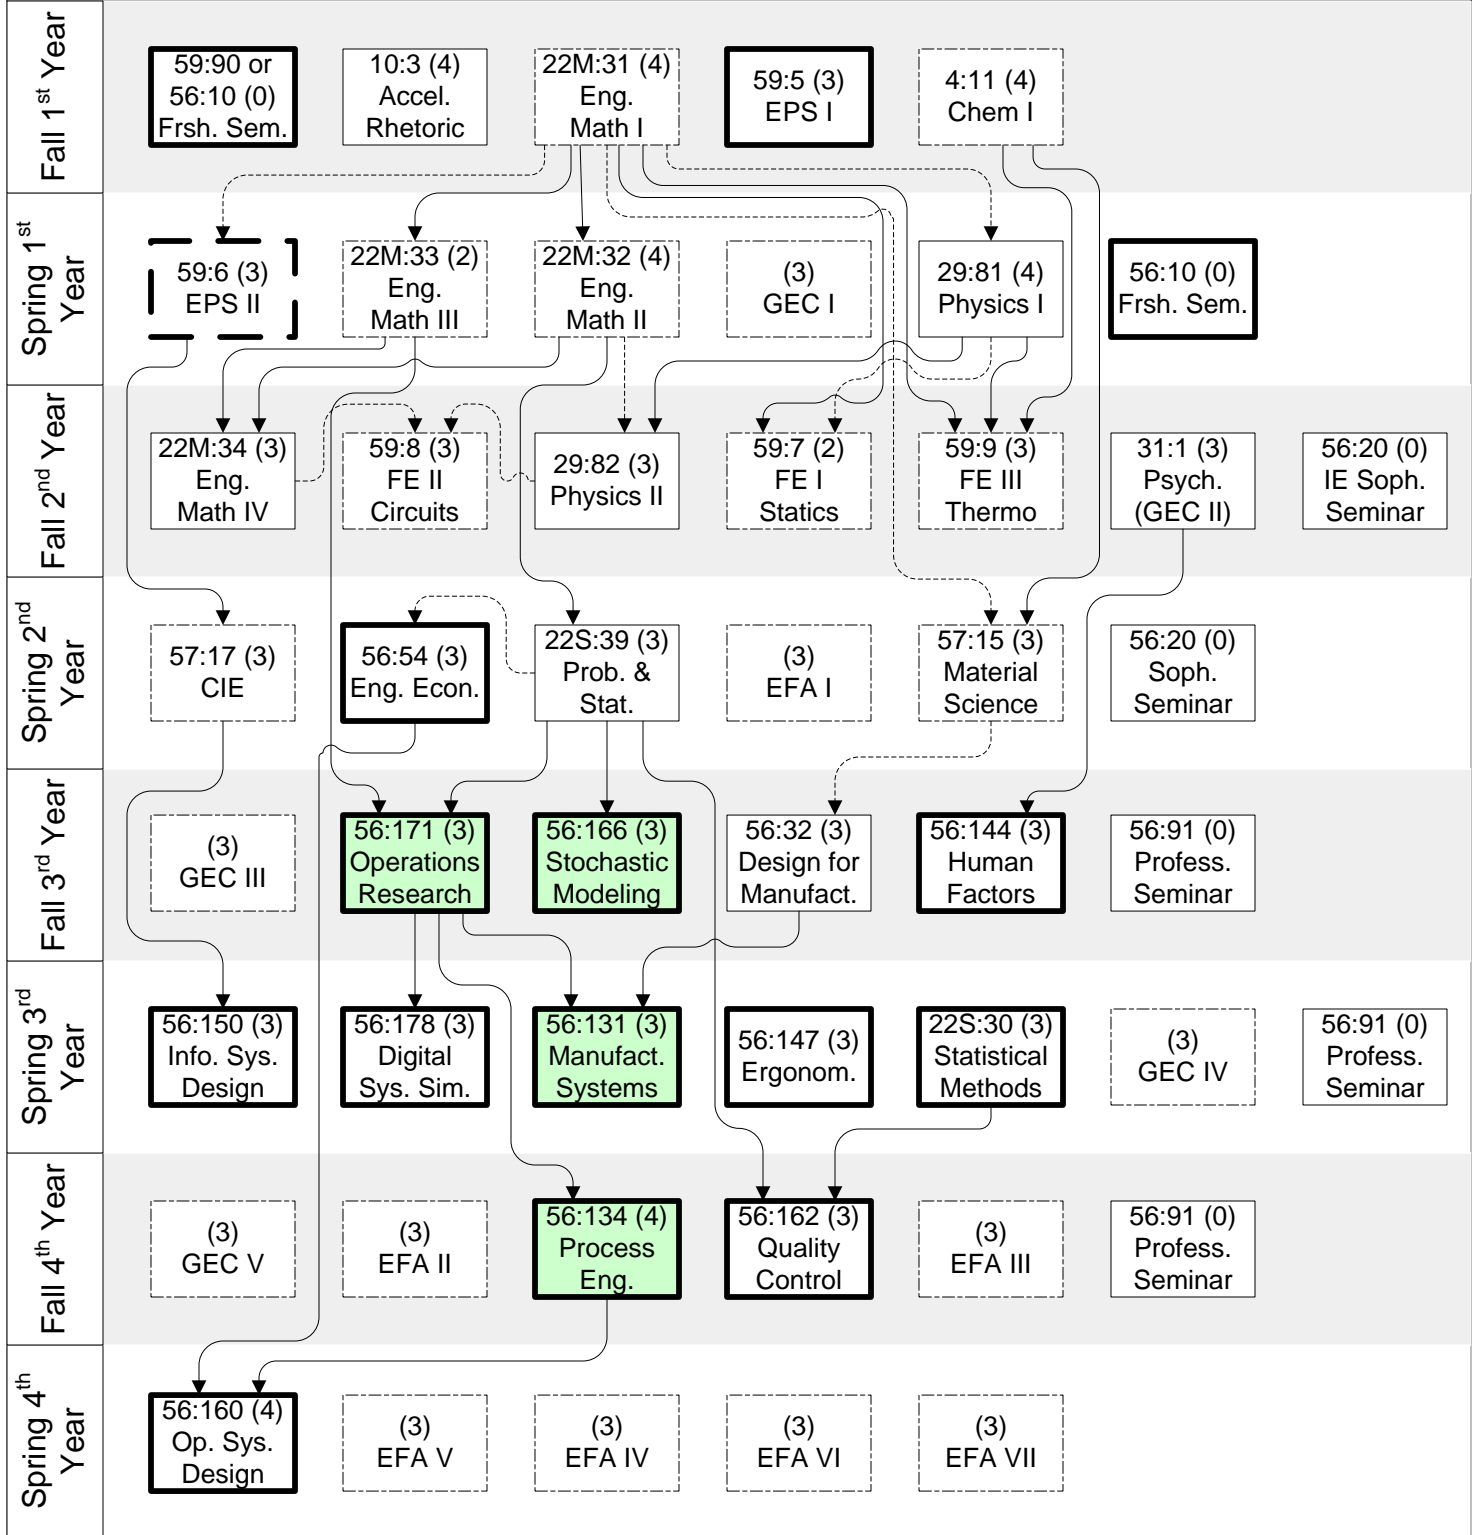 Fall 1st Year
59:90 or
56:10 (0)
Frsh. Sem.
10:3 (4)
Accel.
Rhetoric
22M:31 (4)
Eng.
Math I
59:5 (3)
EPS I
4:11 (4)
Chem I
Spring 1st
Year
59:6 (3)
EPS II
22M:33 (2)
Eng.
Math III
22M:32 (4)
Eng.
Math II
(3)
GEC I
29:81 (4)
Physics I
56:10 (0)
Frsh. Sem.
Fall 2nd Year
22M:34 (3)
Eng.
Math IV
59:8 (3)
FE II
Circuits
29:82 (3)
Physics II
59:7 (2)
FE I
Statics
59:9 (3)
FE III
Thermo
31:1 (3)
Psych.
(GEC II)
56:20 (0)
IE Soph.
Seminar
Spring 2nd
Year
57:17 (3)
CIE
56:54 (3)
Eng. Econ.
22S:39 (3)
Prob. &
Stat.
(3)
EFA I
57:15 (3)
Material
Science
56:20 (0)
Soph.
Seminar
Fall 3rd Year
(3)
GEC III
56:171 (3)
Operations
Research
56:166 (3)
Stochastic
Modeling
56:32 (3)
Design for
Manufact.
56:144 (3)
Human
Factors
56:91 (0)
Profess.
Seminar
Spring 3rd
Year
56:150 (3)
Info. Sys.
Design
56:178 (3)
Digital
Sys. Sim.
56:131 (3)
Manufact.
Systems
56:147 (3)
Ergonom.
22S:30 (3)
Statistical
Methods
(3)
GEC IV
56:91 (0)
Profess.
Seminar
Fall 4th Year
(3)
GEC V
(3)
EFA II
56:134 (4)
Process
Eng.
56:162 (3)
Quality
Control
(3)
EFA III
56:91 (0)
Profess.
Seminar
Spring 4th
Year
56:160 (4)
Op. Sys.
Design
(3)
EFA V
(3)
EFA IV
(3)
EFA VI
(3)
EFA VII